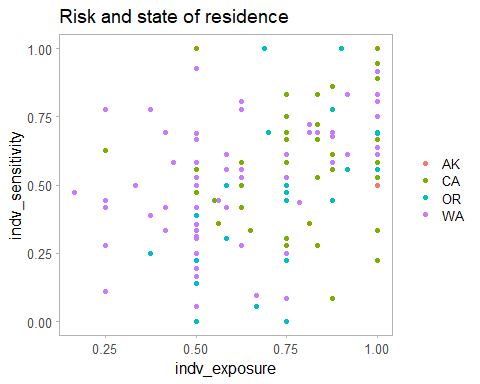 Risk and state of residence
1.00
0.75
0.50
0.25
0.00
indv_sensitivity
0.25
0.50
0.75
1.00
indv_exposure
AK
CA
OR
WA